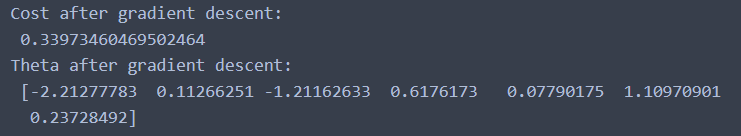 Cost after gradient descent:
0.33973460469502464
Theta after gradient descent:
[-2.21277783  0.11266251 -1.21162633  0.6176173   0.07790175  1.10970901
0.23728492]